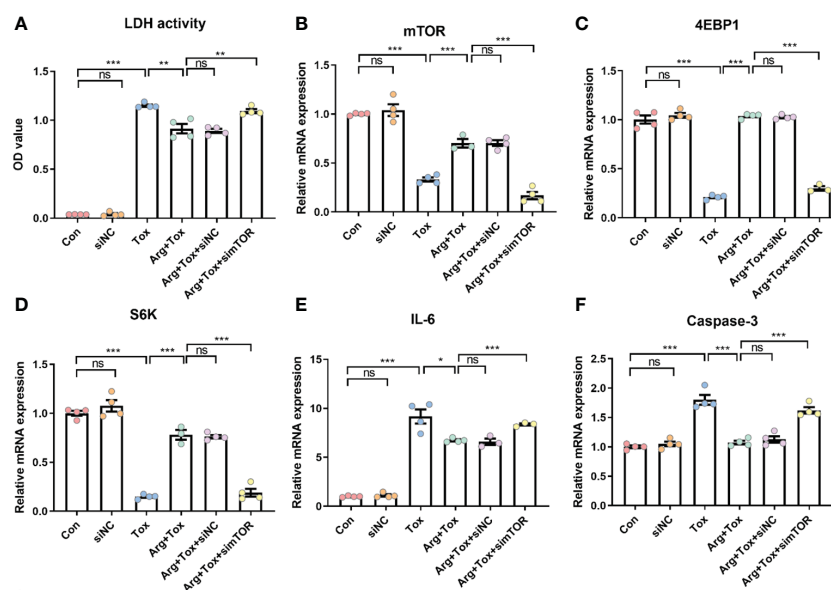 A
LDH activity
OD value
1.5
1.0
0.5
0.0
***
ns
**
ns
**
Con
siNC
Tox
Arg+Tox
Arg+Tox+siNC
Arg+Tox+simTOR
B
mTOR
Relative mRNA expression
1.5
1.0
0.5
0.0
***
ns
***
ns
***
Con
siNC
Tox
Arg+Tox
Arg+Tox+siNC
Arg+Tox+simTOR
C
4EBP1
Relative mRNA expression
1.5
1.0
0.5
0.0
***
ns
***
ns
***
Con
siNC
Tox
Arg+Tox
Arg+Tox+siNC
Arg+Tox+simTOR
D
S6K
Relative mRNA expression
1.5
1.0
0.5
0.0
***
ns
***
ns
***
Con
siNC
Tox
Arg+Tox
Arg+Tox+siNC
Arg+Tox+simTOR
E
IL-6
Relative mRNA expression
15
10
5
0
***
ns
*
ns
***
Con
siNC
Tox
Arg+Tox
Arg+Tox+siNC
Arg+Tox+simTOR
F
Caspase-3
Relative mRNA expression
2.5
2.0
1.5
1.0
0.5
0.0
***
ns
***
ns
***
Con
siNC
Tox
Arg+Tox
Arg+Tox+siNC
Arg+Tox+simTOR